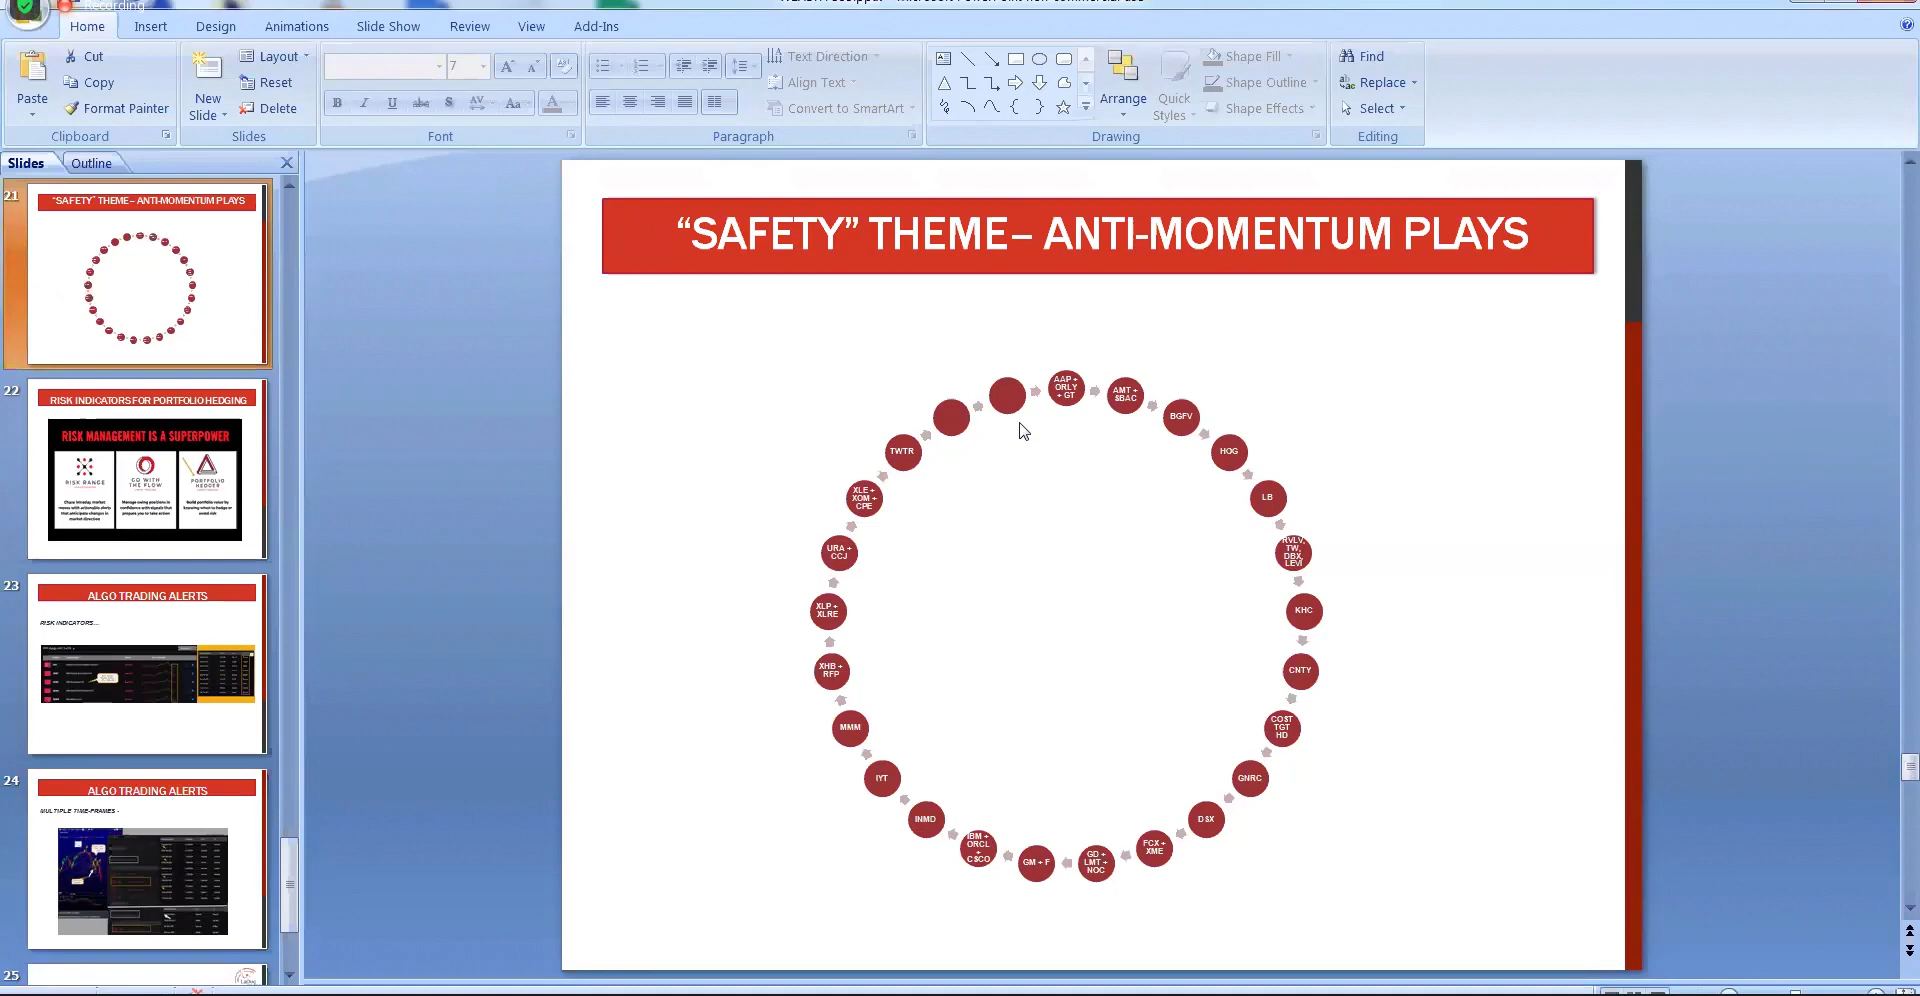 Recording
Home
Insert
Design
Animations
Slide Show
Review
View
Add-Ins
Paste
Cut
Copy
Format Painter
Clipboard
New
Slide
Layout
Reset
Delete
Slides
7
Font
Text Direction
Align Text
Convert to SmartArt
Paragraph
Arrange
Quick
Styles
Shape Fill
Shape Outline
Shape Effects
Drawing
Find
Replace
Select
Editing
Slides
Outline
21
“SAFETY” THEME– ANTI-MOMENTUM PLAYS
22
RISK INDICATORS FOR PORTFOLIO HEDGING
RISK MANAGEMENT IS A SUPERPOWER
RISK RANGE
GO WITH
THE FLOW
PORTFOLIO
HEDGER
23
ALGO TRADING ALERTS
RISK INDICATORS....
24
ALGO TRADING ALERTS
MULTIPLE TIME-FRAMES -
25
“SAFETY” THEME– ANTI-MOMENTUM PLAYS
AAP +
ORLY
+ GT
AMT +
SBAC
BGFV
HOG
LB
RVLV,
TW,
DBX,
LEVI
KHC
CNTY
COST
TGT
HD
GNRC
DSX
FCX +
XME
GD +
LMT +
NOC
GM + F
IBM +
ORCL
+
CSCO
INMD
IYT
MMM
XHB +
RFP
XLP +
XLRE
URA +
CCJ
XLE +
XOM +
CPE
TWTR